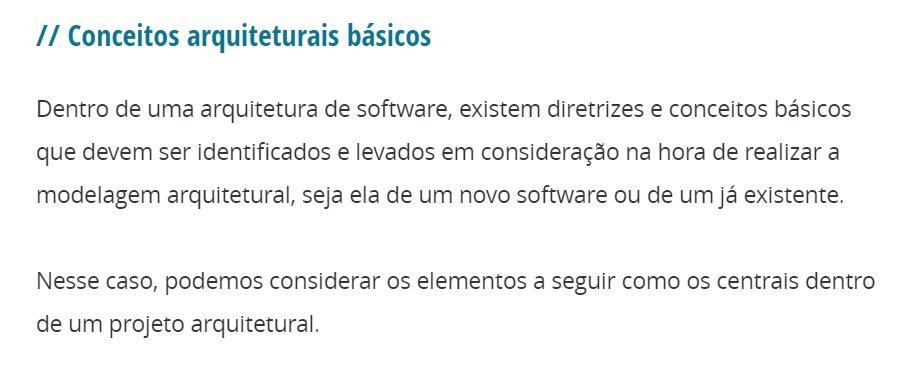 // Conceitos arquiteturais básicos
Dentro de uma arquitetura de software, existem diretrizes e conceitos básicos
que devem ser identificados e levados em consideração na hora de realizar a
modelagem arquitetural, seja ela de um novo software ou de um já existente.
Nesse caso, podemos considerar os elementos a seguir como os centrais dentro
de um projeto arquitetural.